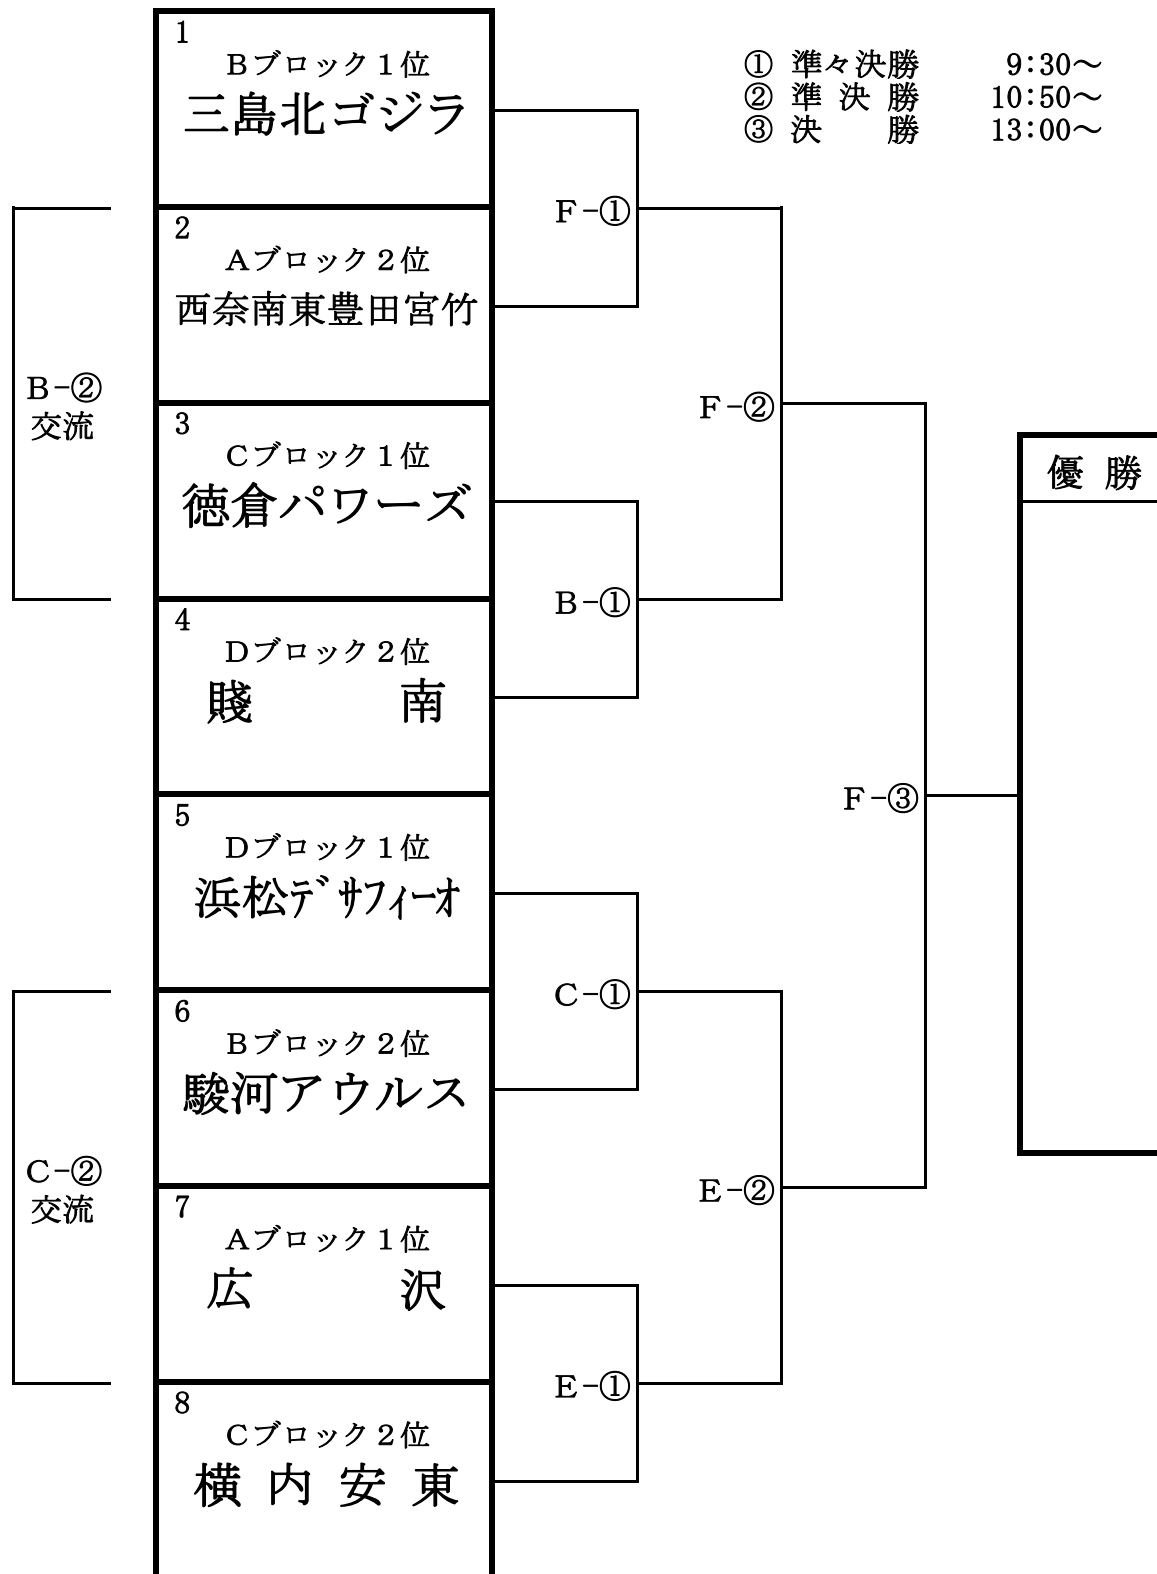 1
Ｂブロック１位
三島北ゴジラ
① 準々決勝 9:30～
② 準 決 勝 10:50～
③ 決 勝 13:00～
F-①
2
Ａブロック２位
西奈南東豊田宮竹
B-②
交流
F-②
3
Ｃブロック１位
徳倉パワーズ
優 勝
B-①
4
Ｄブロック２位
賤 南
F-③
5
Ｄブロック１位
浜松ﾃﾞｻﾌｨｰｵ
C-①
6
Ｂブロック２位
駿河アウルス
C-②
交流
E-②
7
Ａブロック１位
広 沢
E-①
8
Ｃブロック２位
横 内 安 東